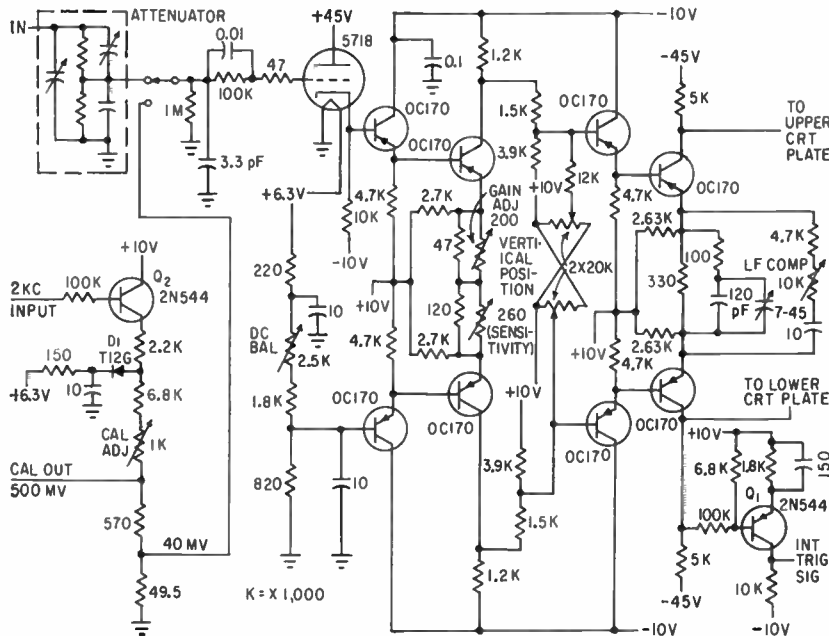 ATTENUATOR
IN
+45V
5718
0.01
47
100K
1M
3.3 pF
+6.3V
10K
-10V
0.1
1.2K
OC170
OC170
4.7K
2.7K
GAIN
ADJ
200
47
VERTI-
CAL
POSI-
TION
+10V
120
260
(SENSI-
TIVITY)
4.7K
2.7K
220
10
DC
BAL
2.5K
1.8K
820
10
OC170
OC170
+10V
3.9K
1.5K
1.2K
-10V
-10V
1.5K
3.9K
+10V
12K
2X20K
OC170
4.7K
OC170
-45V
5K
TO
UPPER
CRT
PLATE
2.63K
100
330
120
pF
7-45
4.7K
LF COMP
10K
10
+10V
4.7K
2.63K
OC170
OC170
TO LOWER
CRT PLATE
+10V
6.8K
1.8K
150
Q1
2N544
100K
5K
-45V
INT
TRIG
SIG
10K
-10V
+10V
Q2
2N544
100K
2KC
INPUT
2.2K
D1
T12G
150
10
+6.3V
6.8K
CAL
ADJ
1K
CAL OUT
500 MV
570
40 MV
49.5
K = X 1,000